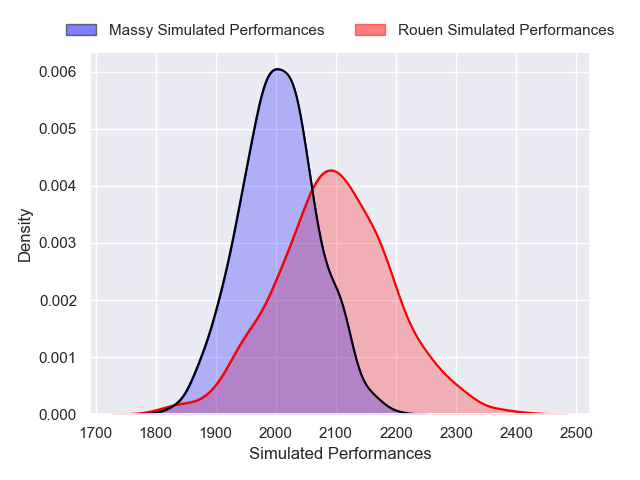 Massy Simulated Performances Rouen Simulated Performances
0.006
0.005
0.004
0.003
0.002
0.001
0.000
Density
1700 1800 1900 2000 2100 2200 2300 2400 2500
Simulated Performances